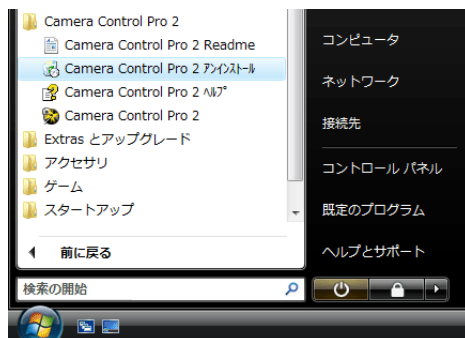 Camera Control Pro 2
Camera Control Pro 2 Readme
Camera Control Pro 2 ｱﾝｲﾝｽﾄｰﾙ
Camera Control Pro 2 ﾍﾙﾌﾟ
Camera Control Pro 2
Extras とアップグレード
アクセサリ
ゲーム
スタートアップ
前に戻る
検索の開始
コンピュータ
ネットワーク
接続先
コントロール パネル
既定のプログラム
ヘルプとサポート